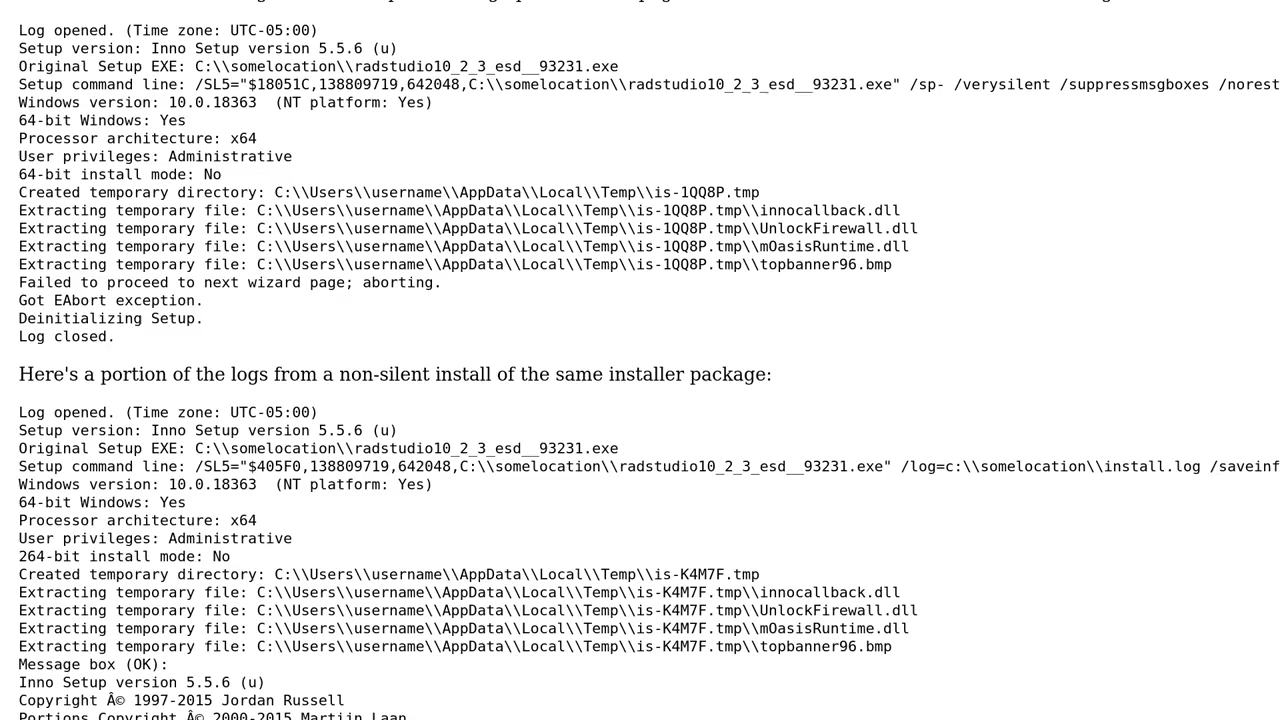 Log opened. (Time zone: UTC-05:00)
Setup version: Inno Setup version 5.5.6 (u)
Original Setup EXE: C:\\somelocation\\radstudio10_2_3_esd__93231.exe
Setup command line: /SL5="$18051C,138809719,642048,C:\\somelocation\\radstudio10_2_3_esd__93231.exe" /sp- /verysilent /suppressmsgboxes /norest
Windows version: 10.0.18363  (NT platform: Yes)
64-bit Windows: Yes
Processor architecture: x64
User privileges: Administrative
64-bit install mode: No
Created temporary directory: C:\\Users\\username\\AppData\\Local\\Temp\\is-1QQ8P.tmp
Extracting temporary file: C:\\Users\\username\\AppData\\Local\\Temp\\is-1QQ8P.tmp\\innocallback.dll
Extracting temporary file: C:\\Users\\username\\AppData\\Local\\Temp\\is-1QQ8P.tmp\\UnlockFirewall.dll
Extracting temporary file: C:\\Users\\username\\AppData\\Local\\Temp\\is-1QQ8P.tmp\\mOasisRuntime.dll
Extracting temporary file: C:\\Users\\username\\AppData\\Local\\Temp\\is-1QQ8P.tmp\\topbanner96.bmp
Failed to proceed to next wizard page; aborting.
Got EAbort exception.
Deinitializing Setup.
Log closed.
Here's a portion of the logs from a non-silent install of the same installer package:
Log opened. (Time zone: UTC-05:00)
Setup version: Inno Setup version 5.5.6 (u)
Original Setup EXE: C:\\somelocation\\radstudio10_2_3_esd__93231.exe
Setup command line: /SL5="$405F0,138809719,642048,C:\\somelocation\\radstudio10_2_3_esd__93231.exe" /log=c:\\somelocation\\install.log /saveinf
Windows version: 10.0.18363  (NT platform: Yes)
64-bit Windows: Yes
Processor architecture: x64
User privileges: Administrative
264-bit install mode: No
Created temporary directory: C:\\Users\\username\\AppData\\Local\\Temp\\is-K4M7F.tmp
Extracting temporary file: C:\\Users\\username\\AppData\\Local\\Temp\\is-K4M7F.tmp\\innocallback.dll
Extracting temporary file: C:\\Users\\username\\AppData\\Local\\Temp\\is-K4M7F.tmp\\UnlockFirewall.dll
Extracting temporary file: C:\\Users\\username\\AppData\\Local\\Temp\\is-K4M7F.tmp\\mOasisRuntime.dll
Extracting temporary file: C:\\Users\\username\\AppData\\Local\\Temp\\is-K4M7F.tmp\\topbanner96.bmp
Message box (OK):
Inno Setup version 5.5.6 (u)
Copyright Â© 1997-2015 Jordan Russell
Portions Copyright Â© 2000-2015 Martijn Laan